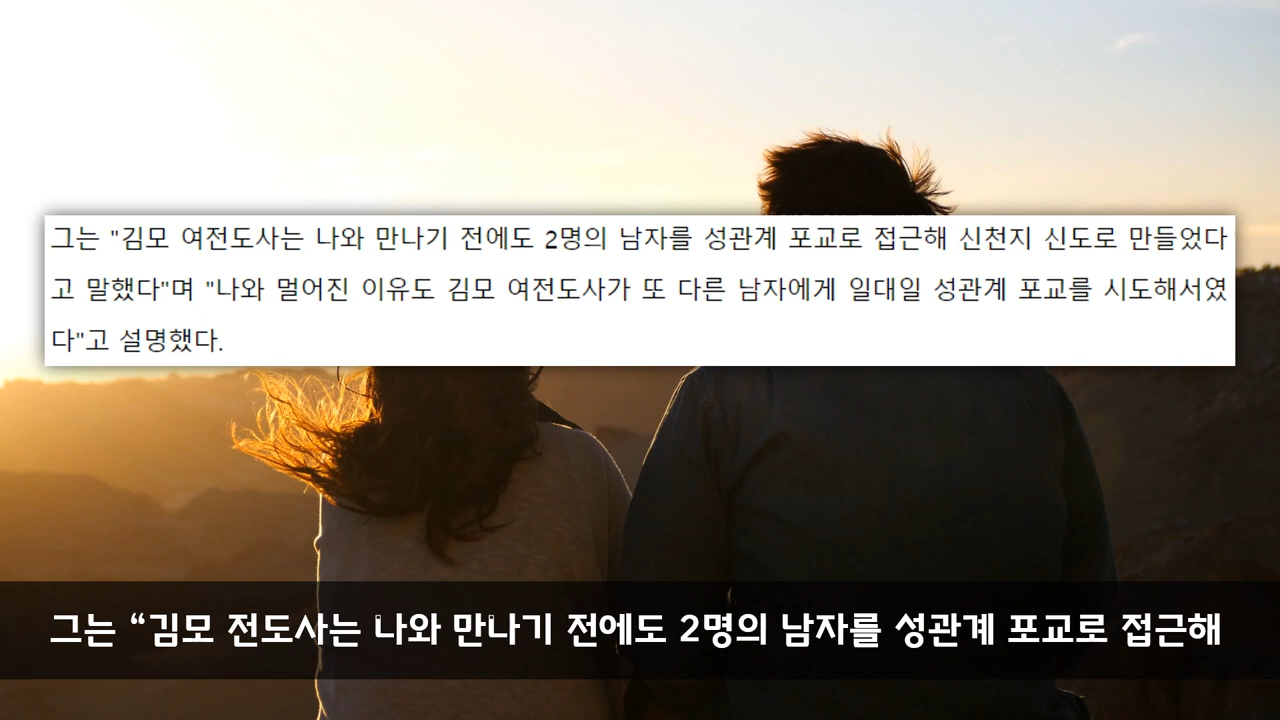 그는 "김모 여전도사는 나와 만나기 전에도 2명의 남자를 성관계 포교로 접근해 신천지 신도로 만들었다
고 말했다"며 "나와 멀어진 이유도 김모 여전도사가 또 다른 남자에게 일대일 성관계 포교를 시도해서였
다"고 설명했다.
그는 “김모 전도사는 나와 만나기 전에도 2명의 남자를 성관계 포교로 접근해